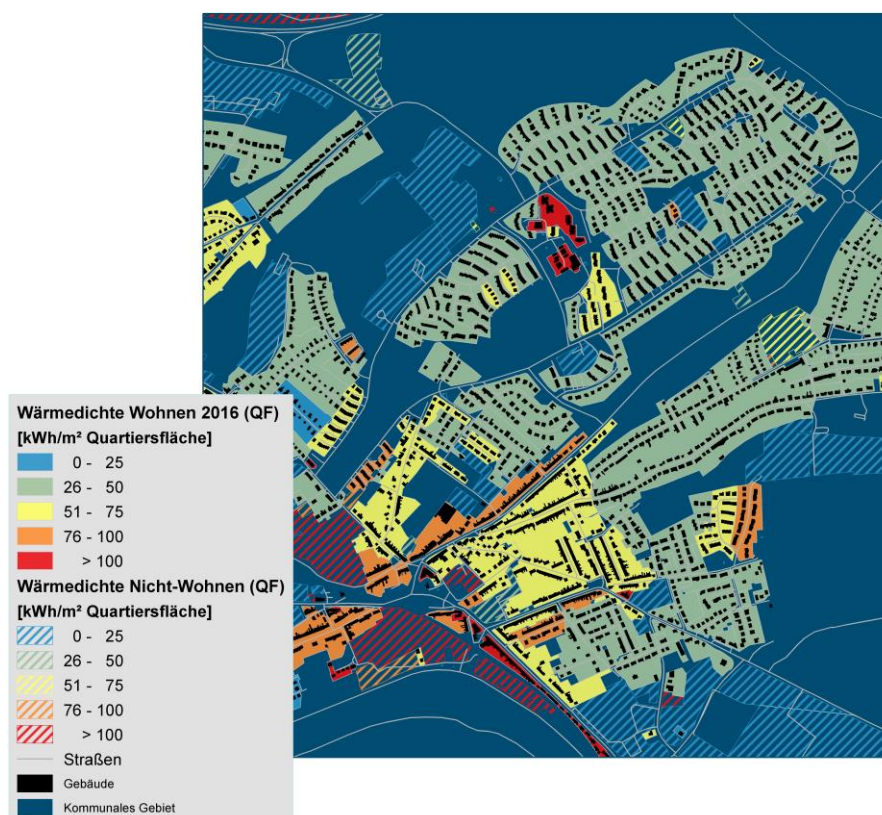 Wärmedichte Wohnen 2016 (QF)
[kWh/m² Quartiersfläche]
0 - 25
26 - 50
51 - 75
76 - 100
> 100
Wärmedichte Nicht-Wohnen (QF)
[kWh/m² Quartiersfläche]
0 - 25
26 - 50
51 - 75
76 - 100
> 100
Straßen
Gebäude
Kommunales Gebiet